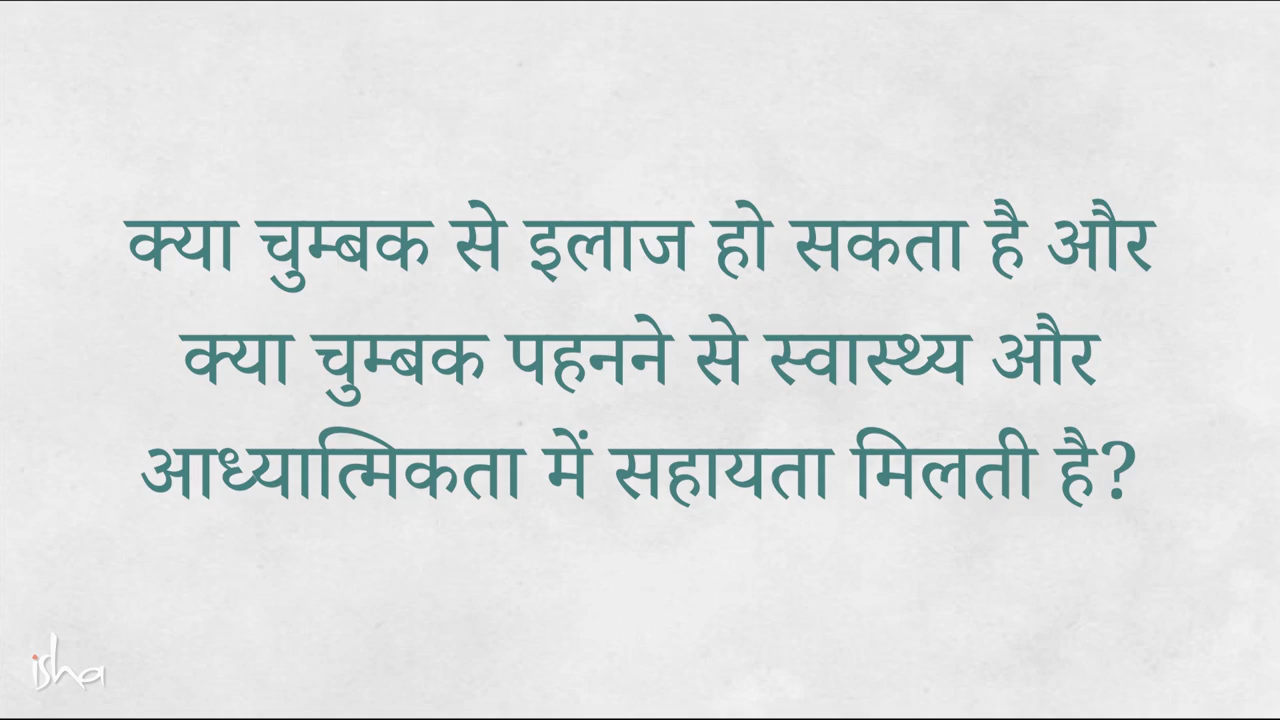 क्या चुम्बक से इलाज हो सकता है और
क्या चुम्बक पहनने से स्वास्थ्य और
आध्यात्मिकता में सहायता मिलती है?
isha